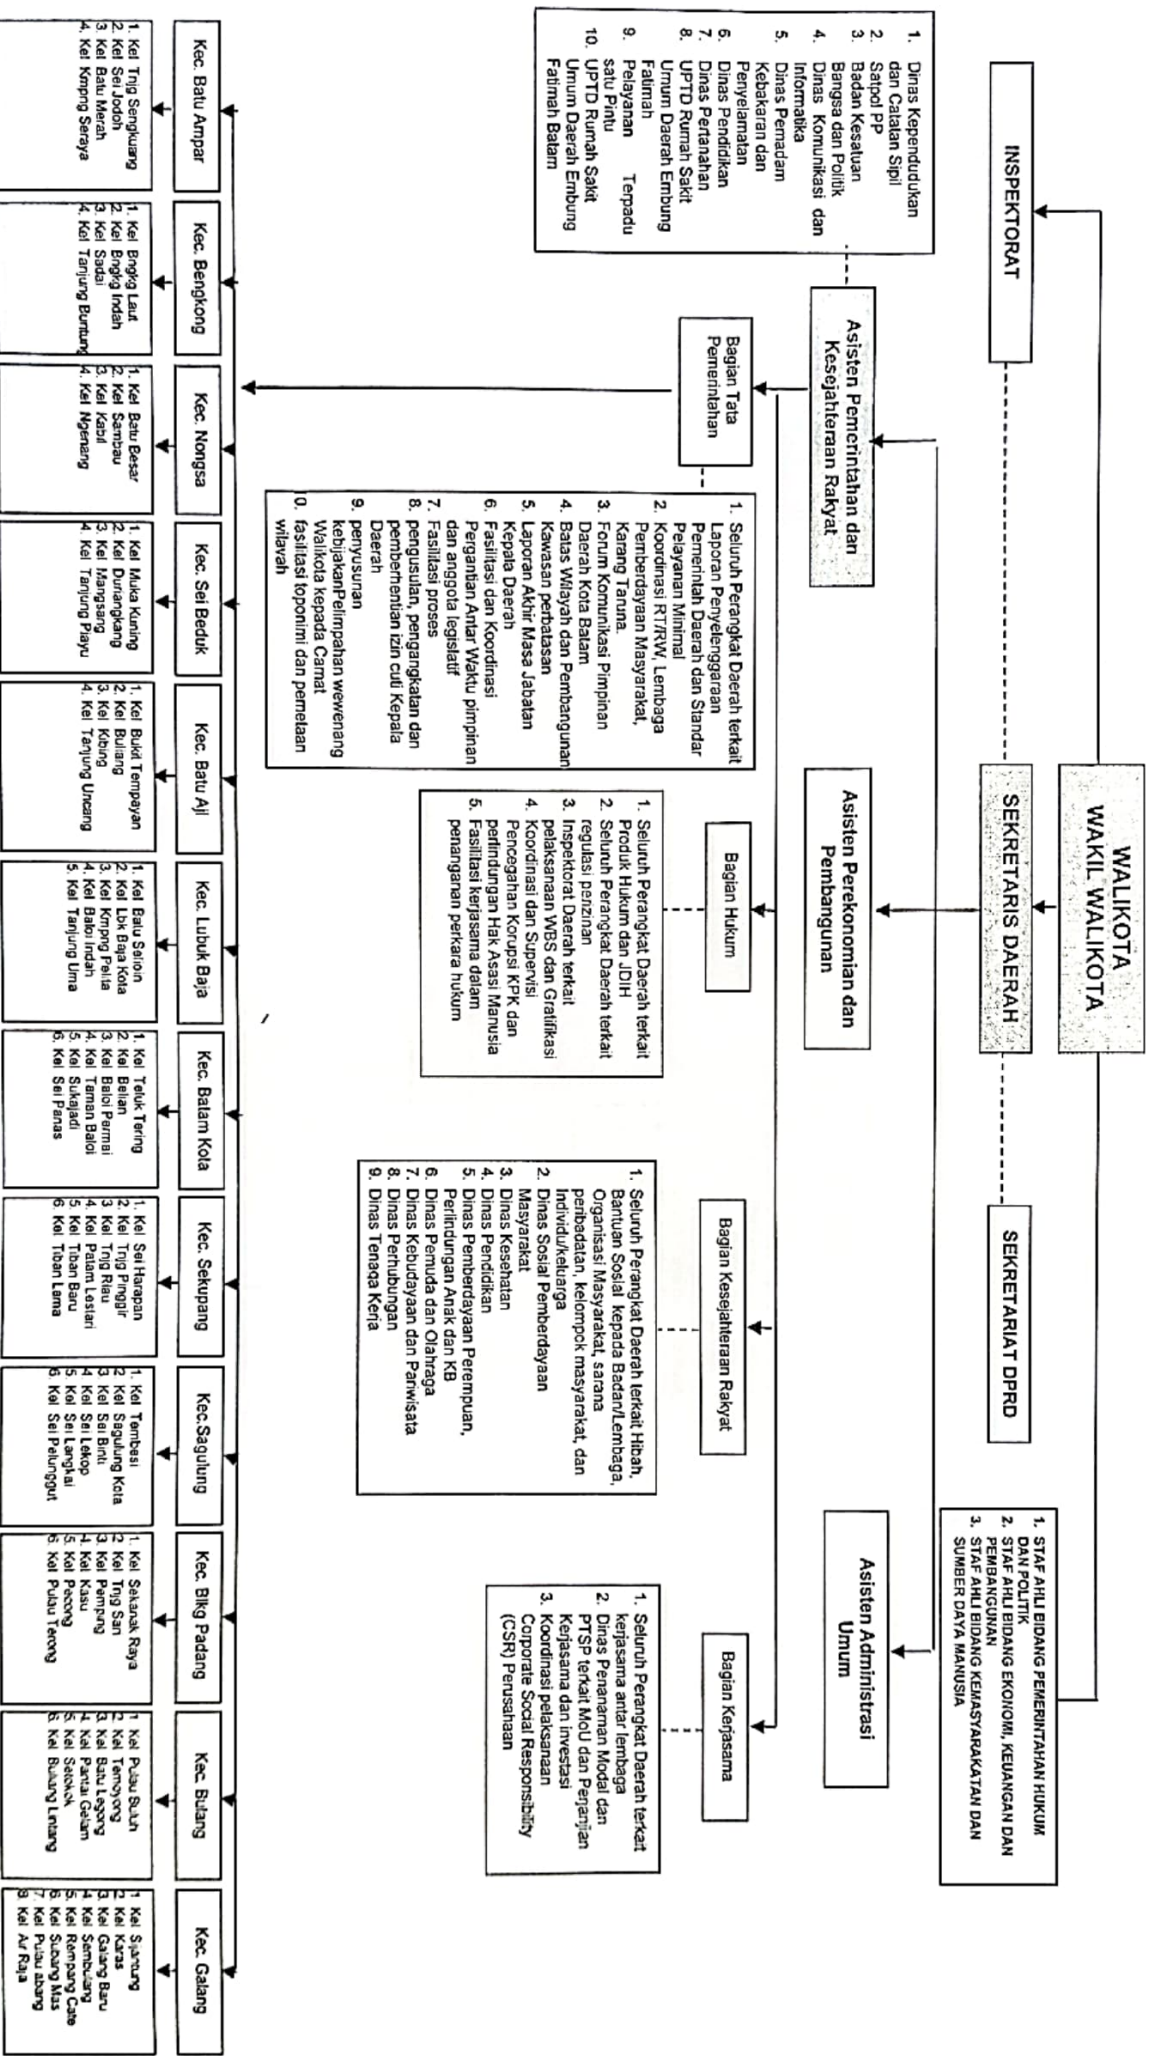 WALIKOTA
WAKIL WALIKOTA
INSPEKTORAT
SEKRETARIS DAERAH
SEKRETARIAT DPRD
1. STAF AHLI BIDANG PEMERINTAHAN HUKUM
DAN POLITIK
2. STAF AHLI BIDANG EKONOMI, KEUANGAN DAN
PEMBANGUNAN
3. STAF AHLI BIDANG KEMASYARAKATAN DAN
SUMBER DAYA MANUSIA
1. Dinas Kependudukan
dan Catatan Sipil
2. Satpol PP
3. Badan Kesatuan
Bangsa dan Politik
4. Dinas Komunikasi dan
Informatika
5. Dinas Pemadam
Kebakaran dan
Penyelamatan
6. Dinas Pendidikan
7. Dinas Pertanahan
8. UPTD Rumah Sakit
Umum Daerah Embung
Fatimah
9. Pelayanan Terpadu
satu Pintu
10. UPTD Rumah Sakit
Umum Daerah Embung
Fatimah Batam
Asisten Pemerintahan dan
Kesejahteraan Rakyat
Asisten Perekonomian dan
Pembangunan
Asisten Administrasi
Umum
Bagian Tata
Pemerintahan
Bagian Hukum
Bagian Kesejahteraan Rakyat
Bagian Kerjasama
1. Seluruh Perangkat Daerah terkait
Laporan Penyelenggaraan
Pemerintah Daerah dan Standar
Pelayanan Minimal
2. Koordinasi RT/RW, Lembaga
Pemberdayaan Masyarakat,
Karang Taruna.
3. Forum Komunikasi Pimpinan
Daerah Kota Batam
4. Batas Wilayah dan Pembangunan
Kawasan perbatasan
5. Laporan Akhir Masa Jabatan
Kepala Daerah
6. Fasilitasi dan Koordinasi
Pergantian Antar Waktu pimpinan
dan anggota legislatif
7. Fasilitasi proses
8. pengusulan, pengangkatan dan
pemberhentian izin cuti Kepala
Daerah
9. penyusunan
kebijakanPelimpahan wewenang
Walikota kepada Camat
0. fasilitasi toponimi dan pemetaan
wilayah
1. Seluruh Perangkat Daerah terkait
Produk Hukum dan JDIH
2. Seluruh Perangkat Daerah terkait
regulasi perizinan
3. Inspektorat Daerah terkait
pelaksanaan WBS dan Gratifikasi
4. Koordinasi dan Supervisi
Pencegahan Korupsi KPK dan
perlindungan Hak Asasi Manusia
5. Fasilitasi kerjasama dalam
penanganan perkara hukum
1. Seluruh Perangkat Daerah terkait Hibah,
Bantuan Sosial kepada Badan/Lembaga,
Organisasi Masyarakat, sarana
peribadatan, kelompok masyarakat, dan
Individu/keluarga
2. Dinas Sosial Pemberdayaan
Masyarakat
3. Dinas Kesehatan
4. Dinas Pendidikan
5. Dinas Pemberdayaan Perempuan,
Perlindungan Anak dan KB
6. Dinas Pemuda dan Olahraga
7. Dinas Kebudayaan dan Pariwisata
8. Dinas Perhubungan
9. Dinas Tenaga Kerja
1. Seluruh Perangkat Daerah terkait
kerjasama antar lembaga
2. Dinas Penanaman Modal dan
PTSP terkait MoU dan Perjanjian
Kerjasama dan investasi
3. Koordinasi pelaksanaan
Corporate Social Responsibility
(CSR) Perusahaan
Kec. Batu Ampar
1. Kel Tnjg Sengkuang
2. Kel Sei Jodoh
3. Kel Batu Merah
4. Kel Kmpng Seraya
Kec. Bengkong
1. Kel Bngkg Laut
2. Kel Bngkg Indah
3. Kel Sadai
4. Kel Tanjung Buntung
Kec. Nongsa
1. Kel Batu Besar
2. Kel Sambau
3. Kel Kabil
4. Kel Ngenang
Kec. Sei Beduk
1. Kel Muka Kuning
2. Kel Duriangkang
3. Kel Mangsang
4. Kel Tanjung Piayu
Kec. Batu Aji
1. Kel Bukit Tempayan
2. Kel Buliang
3. Kel Kibing
4. Kel Tanjung Uncang
Kec. Lubuk Baja
1. Kel Batu Selicin
2. Kel Lbk Baja Kota
3. Kel Kmpng Pelita
4. Kel Baloi Indah
5. Kel Tanjung Uma
Kec. Batam Kota
1. Kel Teluk Tering
2. Kel Belian
3. Kel Baloi Permai
4. Kel Taman Baloi
5. Kel Sukajadi
6. Kel Sei Panas
Kec. Sekupang
1. Kel Sei Harapan
2. Kel Tnjg Pinggir
3. Kel Tnjg Riau
4. Kel Patam Lestari
5. Kel Tiban Baru
6. Kel Tiban Lama
Kec.Sagulung
1. Kel Tembesi
2. Kel Sagulung Kota
3. Kel Sei Binti
4. Kel Sei Lekop
5. Kel Sei Langkai
6. Kel Sei Pelunggut
Kec. Blkg Padang
1. Kel Sekanak Raya
2. Kel Tnjg Sari
3. Kel Pemping
4. Kel Kasu
5. Kel Pecong
6. Kel Pulau Terong
Kec. Bulang
1. Kel Pulau Buluh
2. Kel Temoyong
3. Kel Batu Legong
4. Kel Pantai Gelam
5. Kel Setokok
6. Kel Bulang Lintang
Kec. Galang
1. Kel Sijantung
2. Kel Karas
3. Kel Galang Baru
4. Kel Sembulang
5. Kel Rempang Cate
6. Kel Subang Mas
7. Kel Pulau abang
8. Kel Air Raja